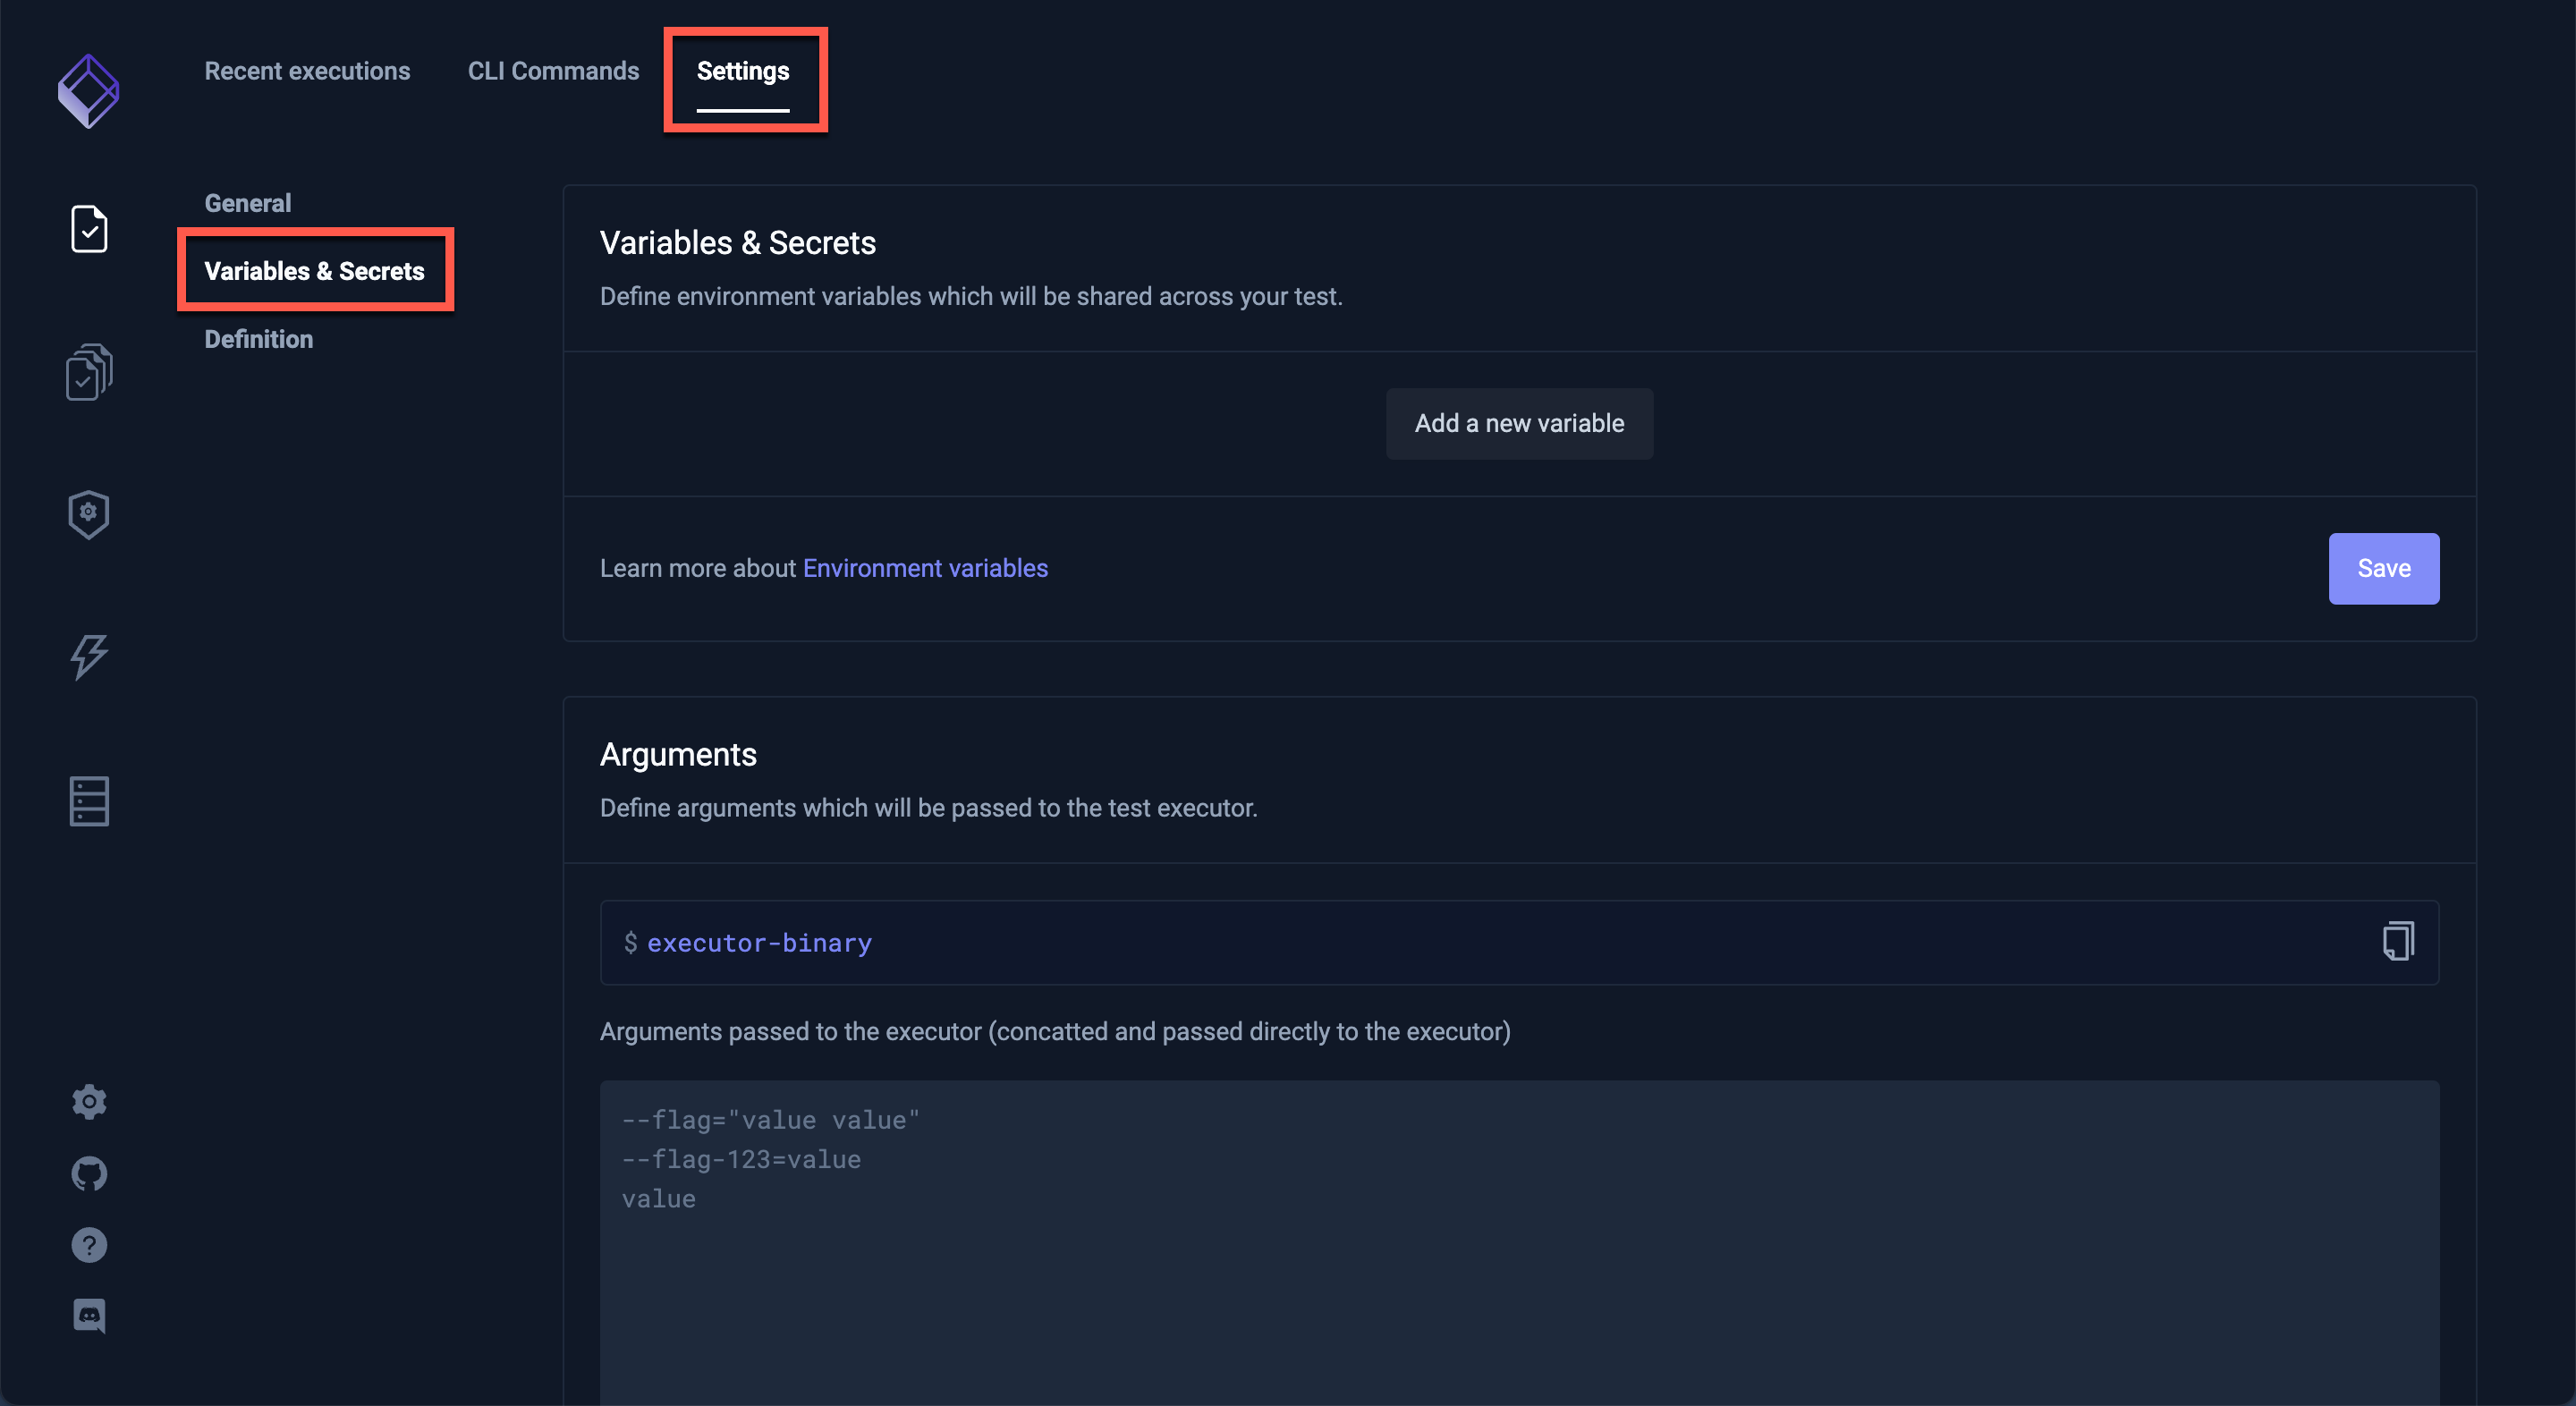 Recent executions
CLI Commands
Settings
General
Variables & Secrets
Definition
Variables & Secrets
Define environment variables which will be shared across your test.
Add a new variable
Learn more about Environment variables
Save
Arguments
Define arguments which will be passed to the test executor.
$ executor-binary
Arguments passed to the executor (concatted and passed directly to the executor)
--flag="value value"
--flag-123=value
value
?